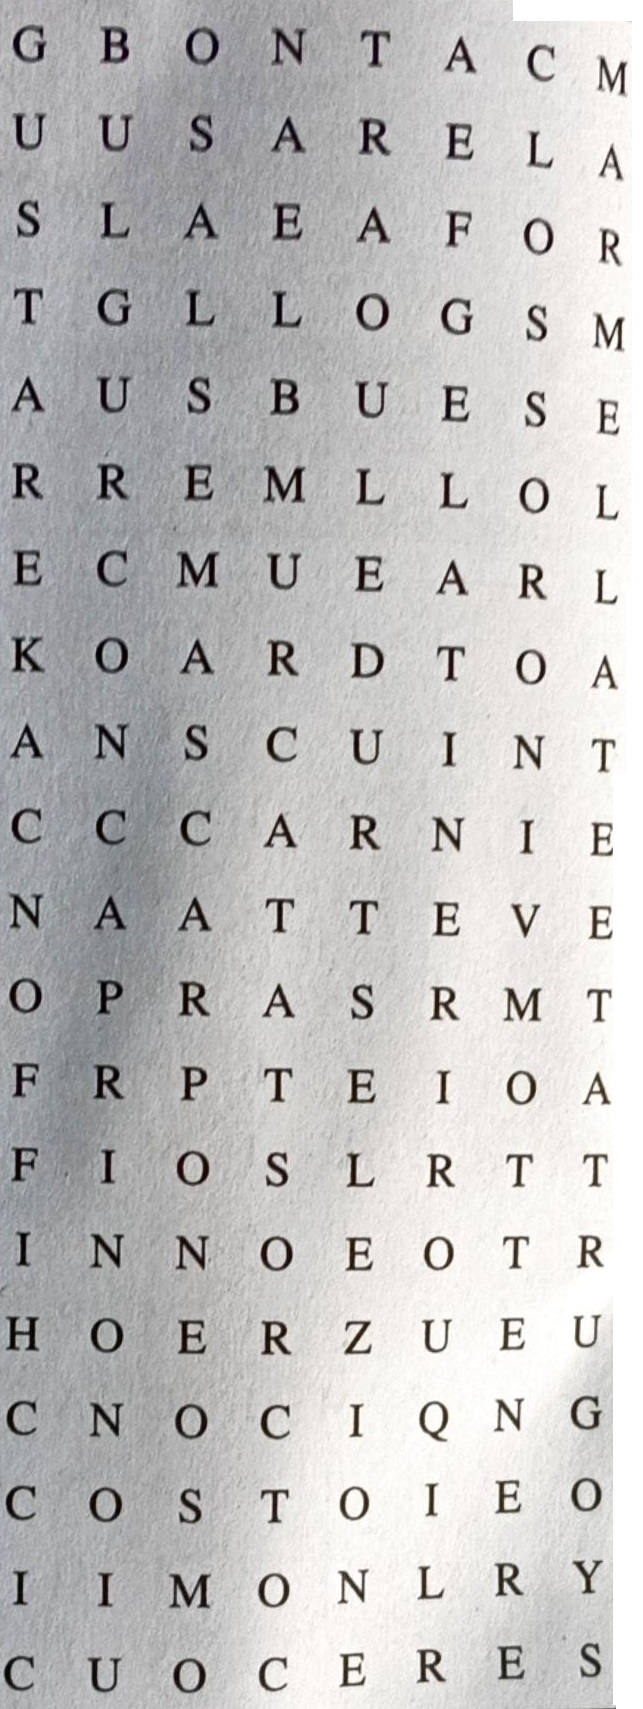 G B O N T A C M
U U S A R E L A
S L A E A F O R
T G L L O G S M
A U S B U E S E
R R E M L L O L
E C M U E A R L
K O A R D T O A
A N S C U I N T
C C C A R N I E
N A A T T E V E
O P R A S R M T
F R P T E I O A
F I O S L R T T
I N N O E O T R
H O E R Z U E U
C N O C I Q N G
C O S T O I E O
I I M O N L R Y
C U O C E R E S